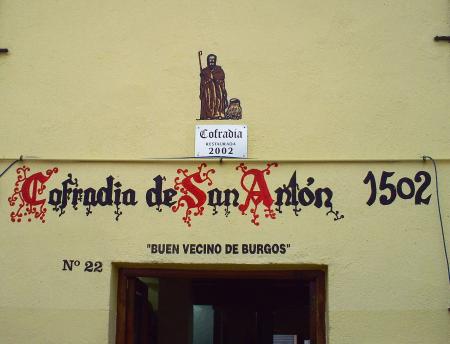 Cofradia
RESTAURADA
2002
Cofradia de San Antón 1502
"BUEN VECINO DE BURGOS"
Nº 22